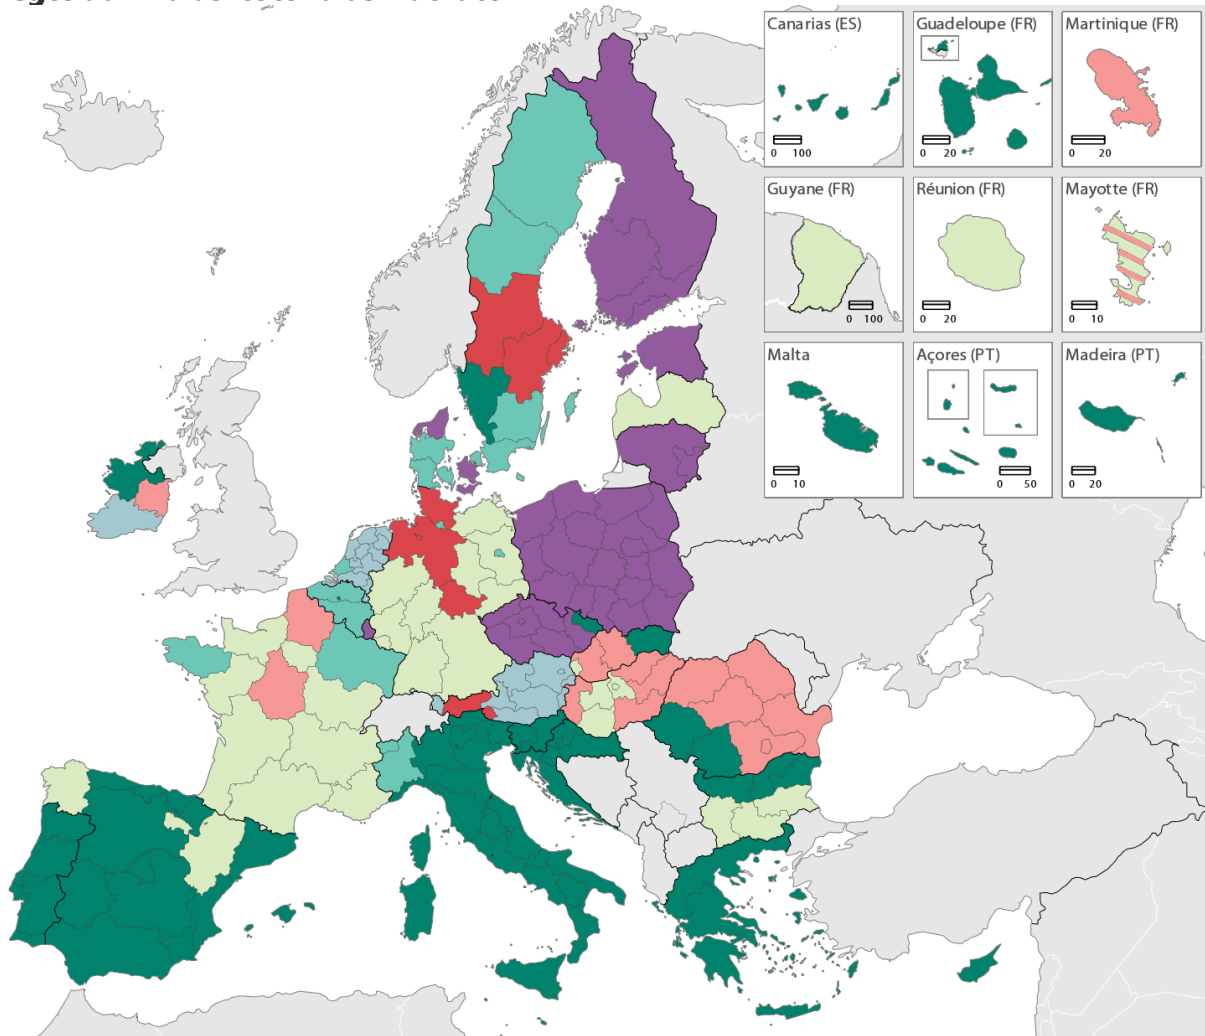 Canarias (ES)
0 100
Guadeloupe (FR)
0 20
Martinique (FR)
0 20
Guyane (FR)
0 100
Réunion (FR)
0 20
Mayotte (FR)
0 10
Malta
0 10
Açores (PT)
0 50
Madeira (PT)
0 20